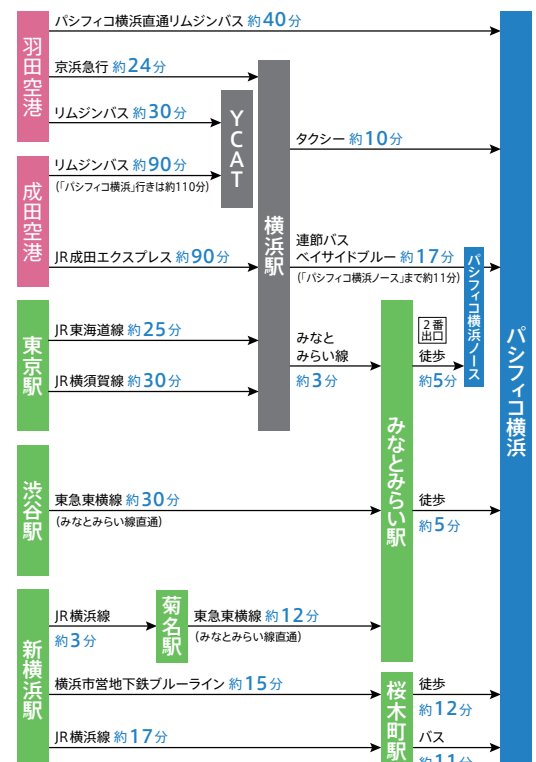 羽田空港
パシフィコ横浜直通リムジンバス 約40分
京浜急行 約24分
リムジンバス 約30分
YCAT
成田空港
リムジンバス 約90分
(「パシフィコ横浜」行きは約110分)
JR成田エクスプレス 約90分
横浜駅
タクシー 約10分
連節バス
ベイサイドブルー 約17分
(「パシフィコ横浜ノース」まで約11分)
パシフィコ横浜ノース
パシフィコ横浜
東京駅
JR東海道線 約25分
JR横須賀線 約30分
みなと
みらい線
約3分
みなとみらい駅
2番
出口
徒歩
約5分
渋谷駅
東急東横線 約30分
(みなとみらい線直通)
徒歩
約5分
新横浜駅
JR横浜線
約3分
菊名駅
東急東横線 約12分
(みなとみらい線直通)
横浜市営地下鉄ブルーライン 約15分
JR横浜線 約17分
桜木町駅
徒歩
約12分
バス
約11分